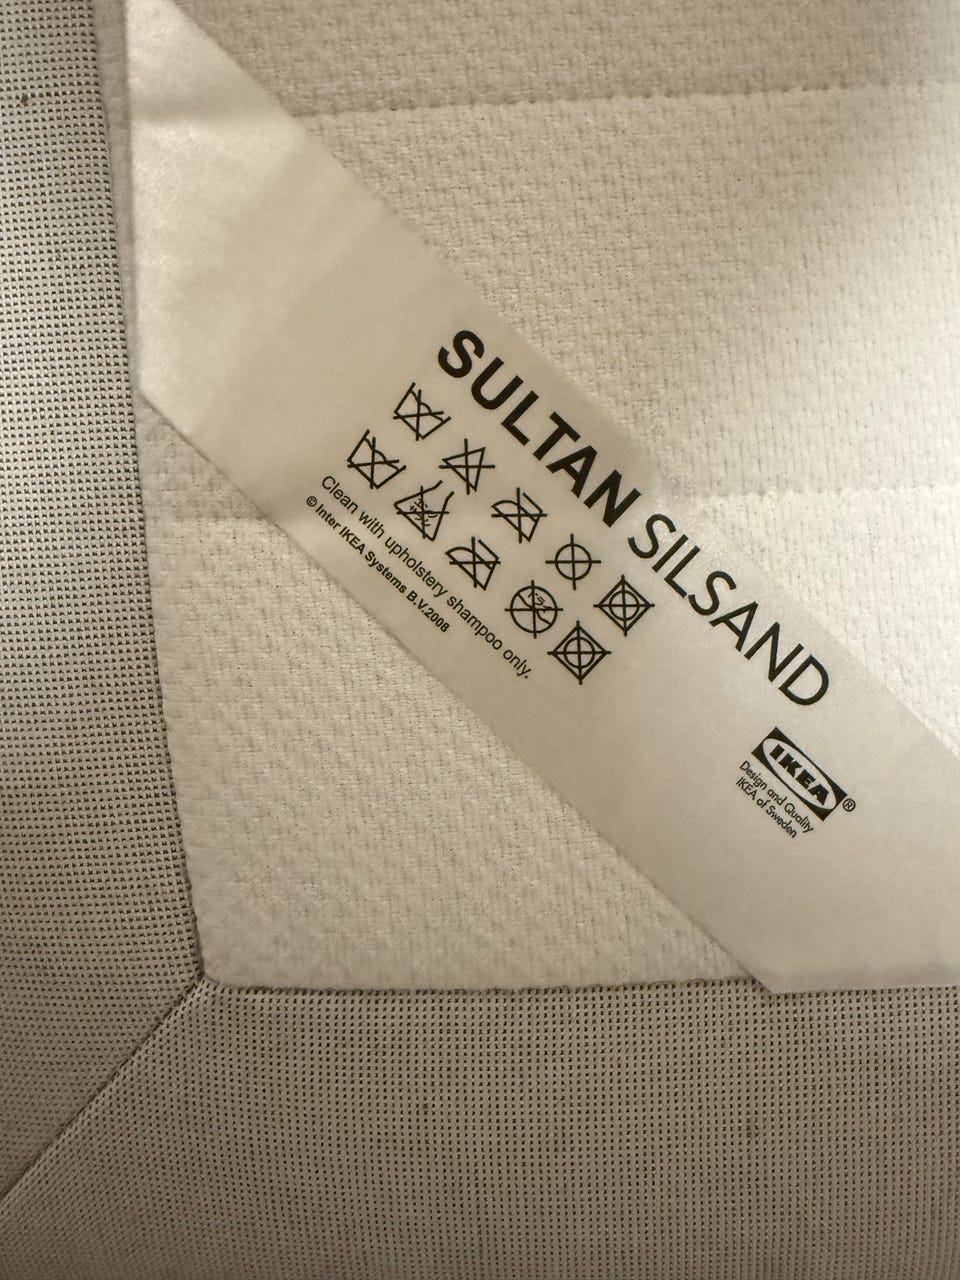 SULTAN SILSAND
Clean with upholstery shampoo only.
© Inter IKEA Systems B.V.2008
IKEA®
Design and Quality
IKEA of Sweden